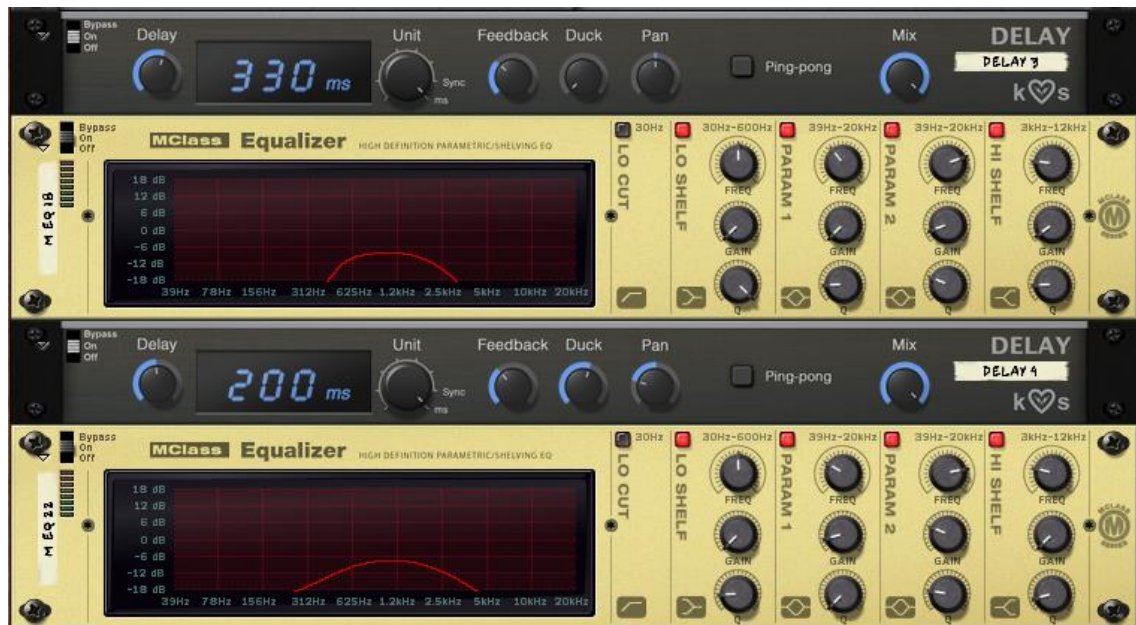 Bypass
On
Off
Delay
330 ms
Unit
Sync
ms
Feedback
Duck
Pan
Ping-pong
Mix
DELAY
DELAY 3
k♡s
Bypass
On
Off
MClass Equalizer HIGH DEFINITION PARAMETRIC/SHELVING EQ
M EQ 18
18 dB
12 dB
6 dB
0 dB
-6 dB
-12 dB
-18 dB
39Hz 78Hz 156Hz 312Hz 625Hz 1.2kHz 2.5kHz 5kHz 10kHz 20kHz
30Hz 30Hz-600Hz 39Hz-20kHz 39Hz-20kHz 3kHz-12kHz
LO CUT
LO SHELF
PARAM 1
PARAM 2
HI SHELF
FREQ FREQ FREQ FREQ
GAIN GAIN GAIN GAIN
Q Q Q Q
MCLASS
M
SERIES
Bypass
On
Off
Delay
200 ms
Unit
Sync
ms
Feedback
Duck
Pan
Ping-pong
Mix
DELAY
DELAY 4
k♡s
Bypass
On
Off
MClass Equalizer HIGH DEFINITION PARAMETRIC/SHELVING EQ
M EQ 22
18 dB
12 dB
6 dB
0 dB
-6 dB
-12 dB
-18 dB
39Hz 78Hz 156Hz 312Hz 625Hz 1.2kHz 2.5kHz 5kHz 10kHz 20kHz
30Hz 30Hz-600Hz 39Hz-20kHz 39Hz-20kHz 3kHz-12kHz
LO CUT
LO SHELF
PARAM 1
PARAM 2
HI SHELF
FREQ FREQ FREQ FREQ
GAIN GAIN GAIN GAIN
Q Q Q Q
MCLASS
M
SERIES